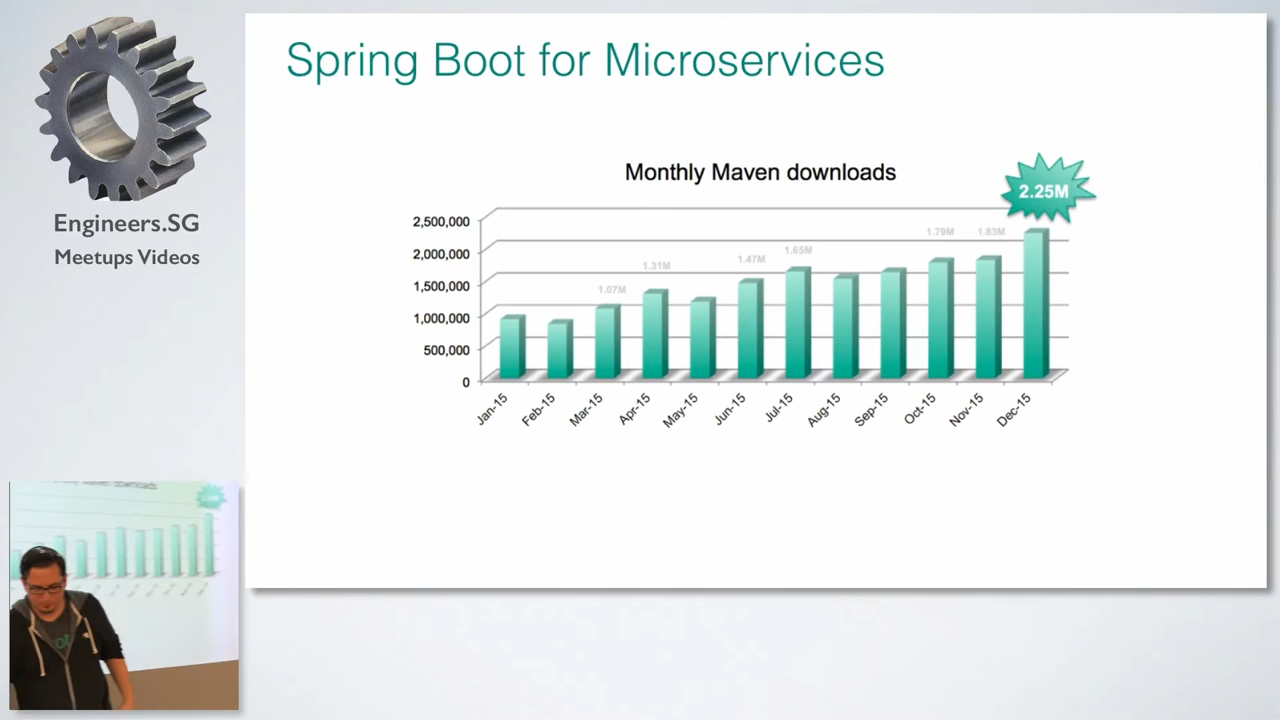 Spring Boot for Microservices
Engineers.SG
Meetups Videos
Monthly Maven downloads
2.25M
2,500,000
2,000,000
1,500,000
1,000,000
500,000
0
1.07M
1.31M
1.47M
1.65M
1.79M
1.83M
Jan-15
Feb-15
Mar-15
Apr-15
May-15
Jun-15
Jul-15
Aug-15
Sep-15
Oct-15
Nov-15
Dec-15